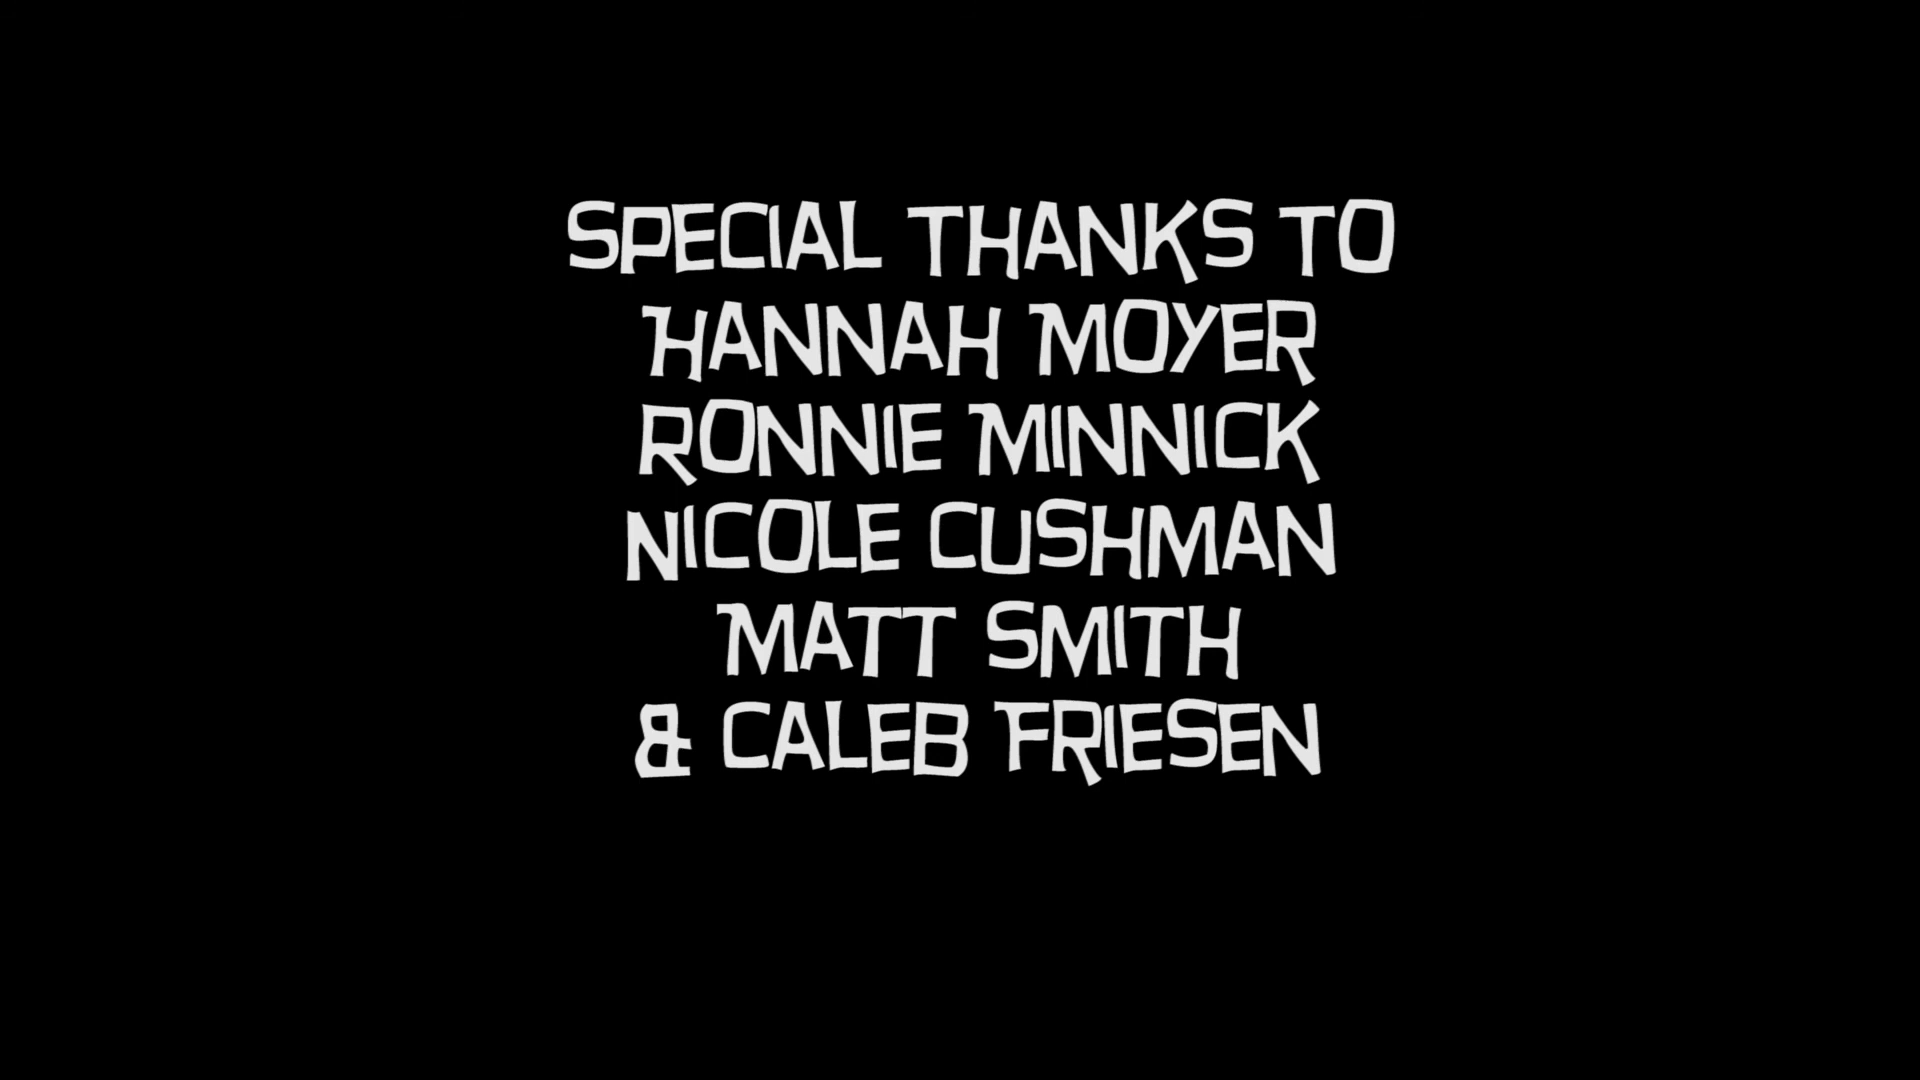 SPECIAL THANKS TO
HANNAH MOYER
RONNIE MINNICK
NICOLE CUSHMAN
MATT SMITH
& CALEB FRIESEN